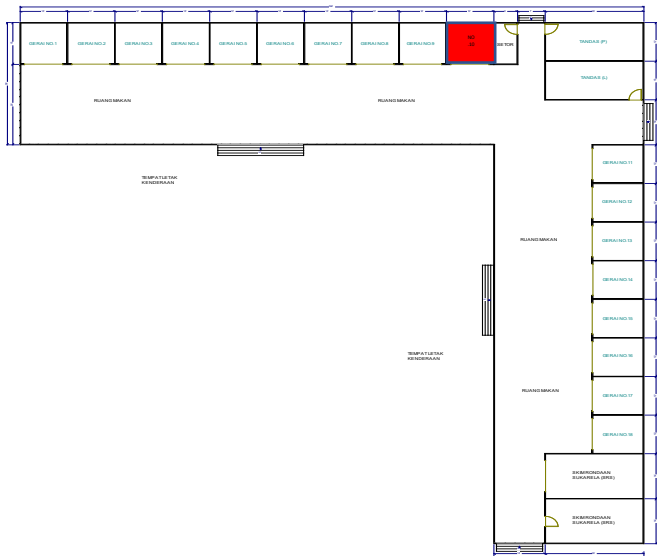 GERAI NO.1
GERAI NO.2
GERAI NO.3
GERAI NO.4
GERAI NO.5
GERAI NO.6
GERAI NO.7
GERAI NO.8
GERAI NO.9
NO
10
SETOR
TANDAS (P)
TANDAS (L)
RUANG MAKAN
RUANG MAKAN
TEMPAT LETAK
KENDERAAN
GERAI NO.11
GERAI NO.12
RUANG MAKAN
GERAI NO.13
GERAI NO.14
GERAI NO.15
TEMPAT LETAK
KENDERAAN
GERAI NO.16
RUANG MAKAN
GERAI NO.17
GERAI NO.18
SKIM RONDAAN
SUKARELA (SRS)
SKIM RONDAAN
SUKARELA (SRS)